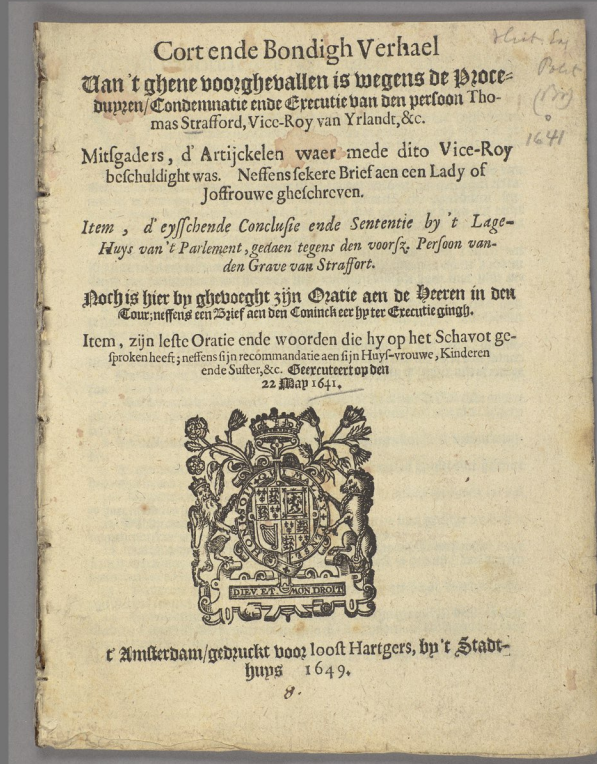 Cort ende Bondigh Verhael
Van 't ghene voorghevallen is wegens de Proce-
duyren/Condemnatie ende Executie van den persoon Tho-
mas Strafford, Vice-Roy van Yrlandt, &c.
Mitsgaders, d' Artijckelen waer mede dito Vice-Roy
beschuldight was. Neffens sekere Brief aen een Lady of
Joffrouwe gheschreven.
Item, d'eysschende Conclusie ende Sententie by 't Lage-
Huys van 't Parlement, gedaen tegens den voorsz. Persoon van-
den Grave van Straffort.
Noch is hier by ghevoeght zijn Oratie aen de Heeren in den
Tour; neffens een Brief aen den Coninck eer hy ter Executie gingh.
Item, zijn leste Oratie ende woorden die hy op het Schavot ge-
sproken heeft; neffens sijn recommandatie aen sijn Huys-vrouwe, Kinderen
ende Suster, &c. Geexcuteert op den
22 May 1641.
1641
DIEV ET MON DROIT
t' Amsterdam/gedruckt voor Ioost Hartgers, by 't Stadt-
huys 1649.
8.